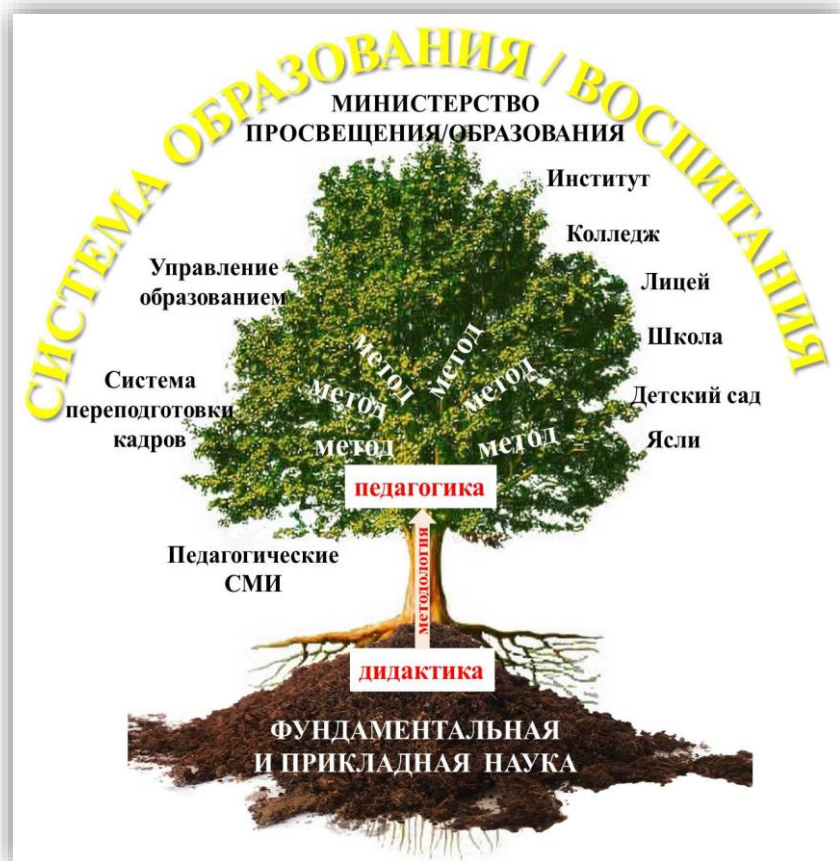 СИСТЕМА ОБРАЗОВАНИЯ / ВОСПИТАНИЯ
МИНИСТЕРСТВО
ПРОСВЕЩЕНИЯ/ОБРАЗОВАНИЯ
Институт
Колледж
Управление
образованием
Лицей
Школа
Система
переподготовки
кадров
Детский сад
Ясли
метод
метод
метод
метод
метод
метод
педагогика
методология
Педагогические
СМИ
дидактика
ФУНДАМЕНТАЛЬНАЯ
И ПРИКЛАДНАЯ НАУКА